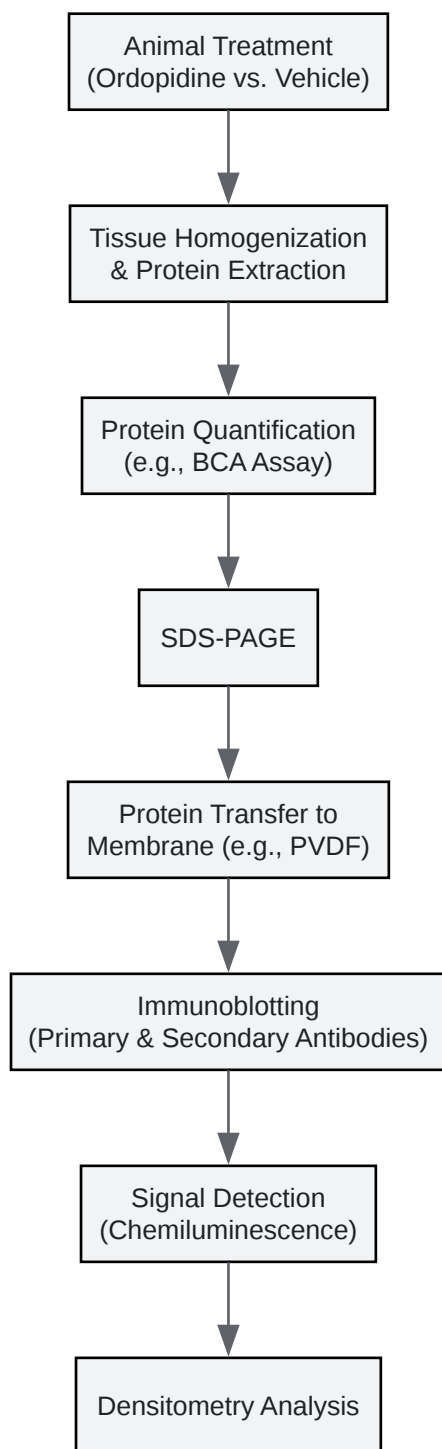 Animal Treatment
(Ordopidine vs. Vehicle)
Tissue Homogenization
& Protein Extraction
Protein Quantification
(e.g., BCA Assay)
SDS-PAGE
Protein Transfer to
Membrane (e.g., PVDF)
Immunoblotting
(Primary & Secondary Antibodies)
Signal Detection
(Chemiluminescence)
Densitometry Analysis